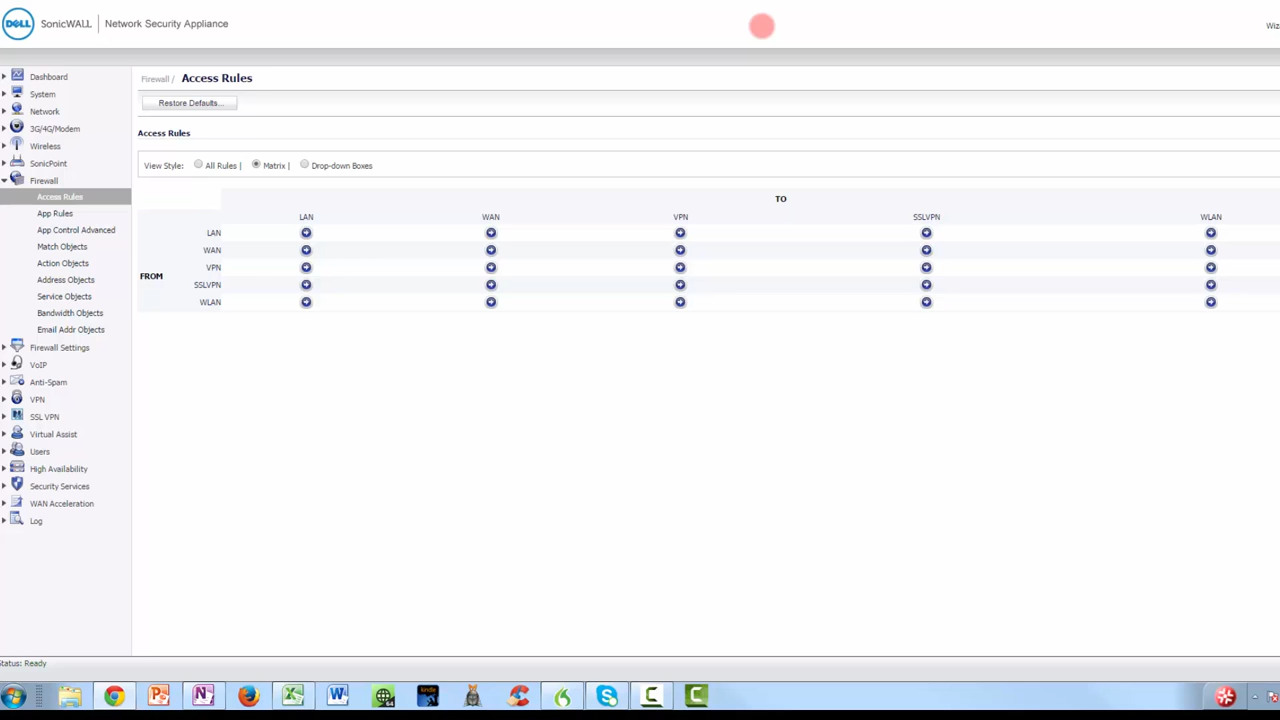 DELL SonicWALL | Network Security Appliance
Wiz
Dashboard
System
Network
3G/4G/Modem
Wireless
SonicPoint
Firewall
Access Rules
App Rules
App Control Advanced
Match Objects
Action Objects
Address Objects
Service Objects
Bandwidth Objects
Email Addr Objects
Firewall Settings
VoIP
Anti-Spam
VPN
SSL VPN
Virtual Assist
Users
High Availability
Security Services
WAN Acceleration
Log
Firewall / Access Rules
Restore Defaults...
Access Rules
View Style: All Rules | Matrix | Drop-down Boxes
TO
LAN WAN VPN SSLVPN WLAN
LAN
WAN
VPN
FROM
SSLVPN
WLAN
Status: Ready